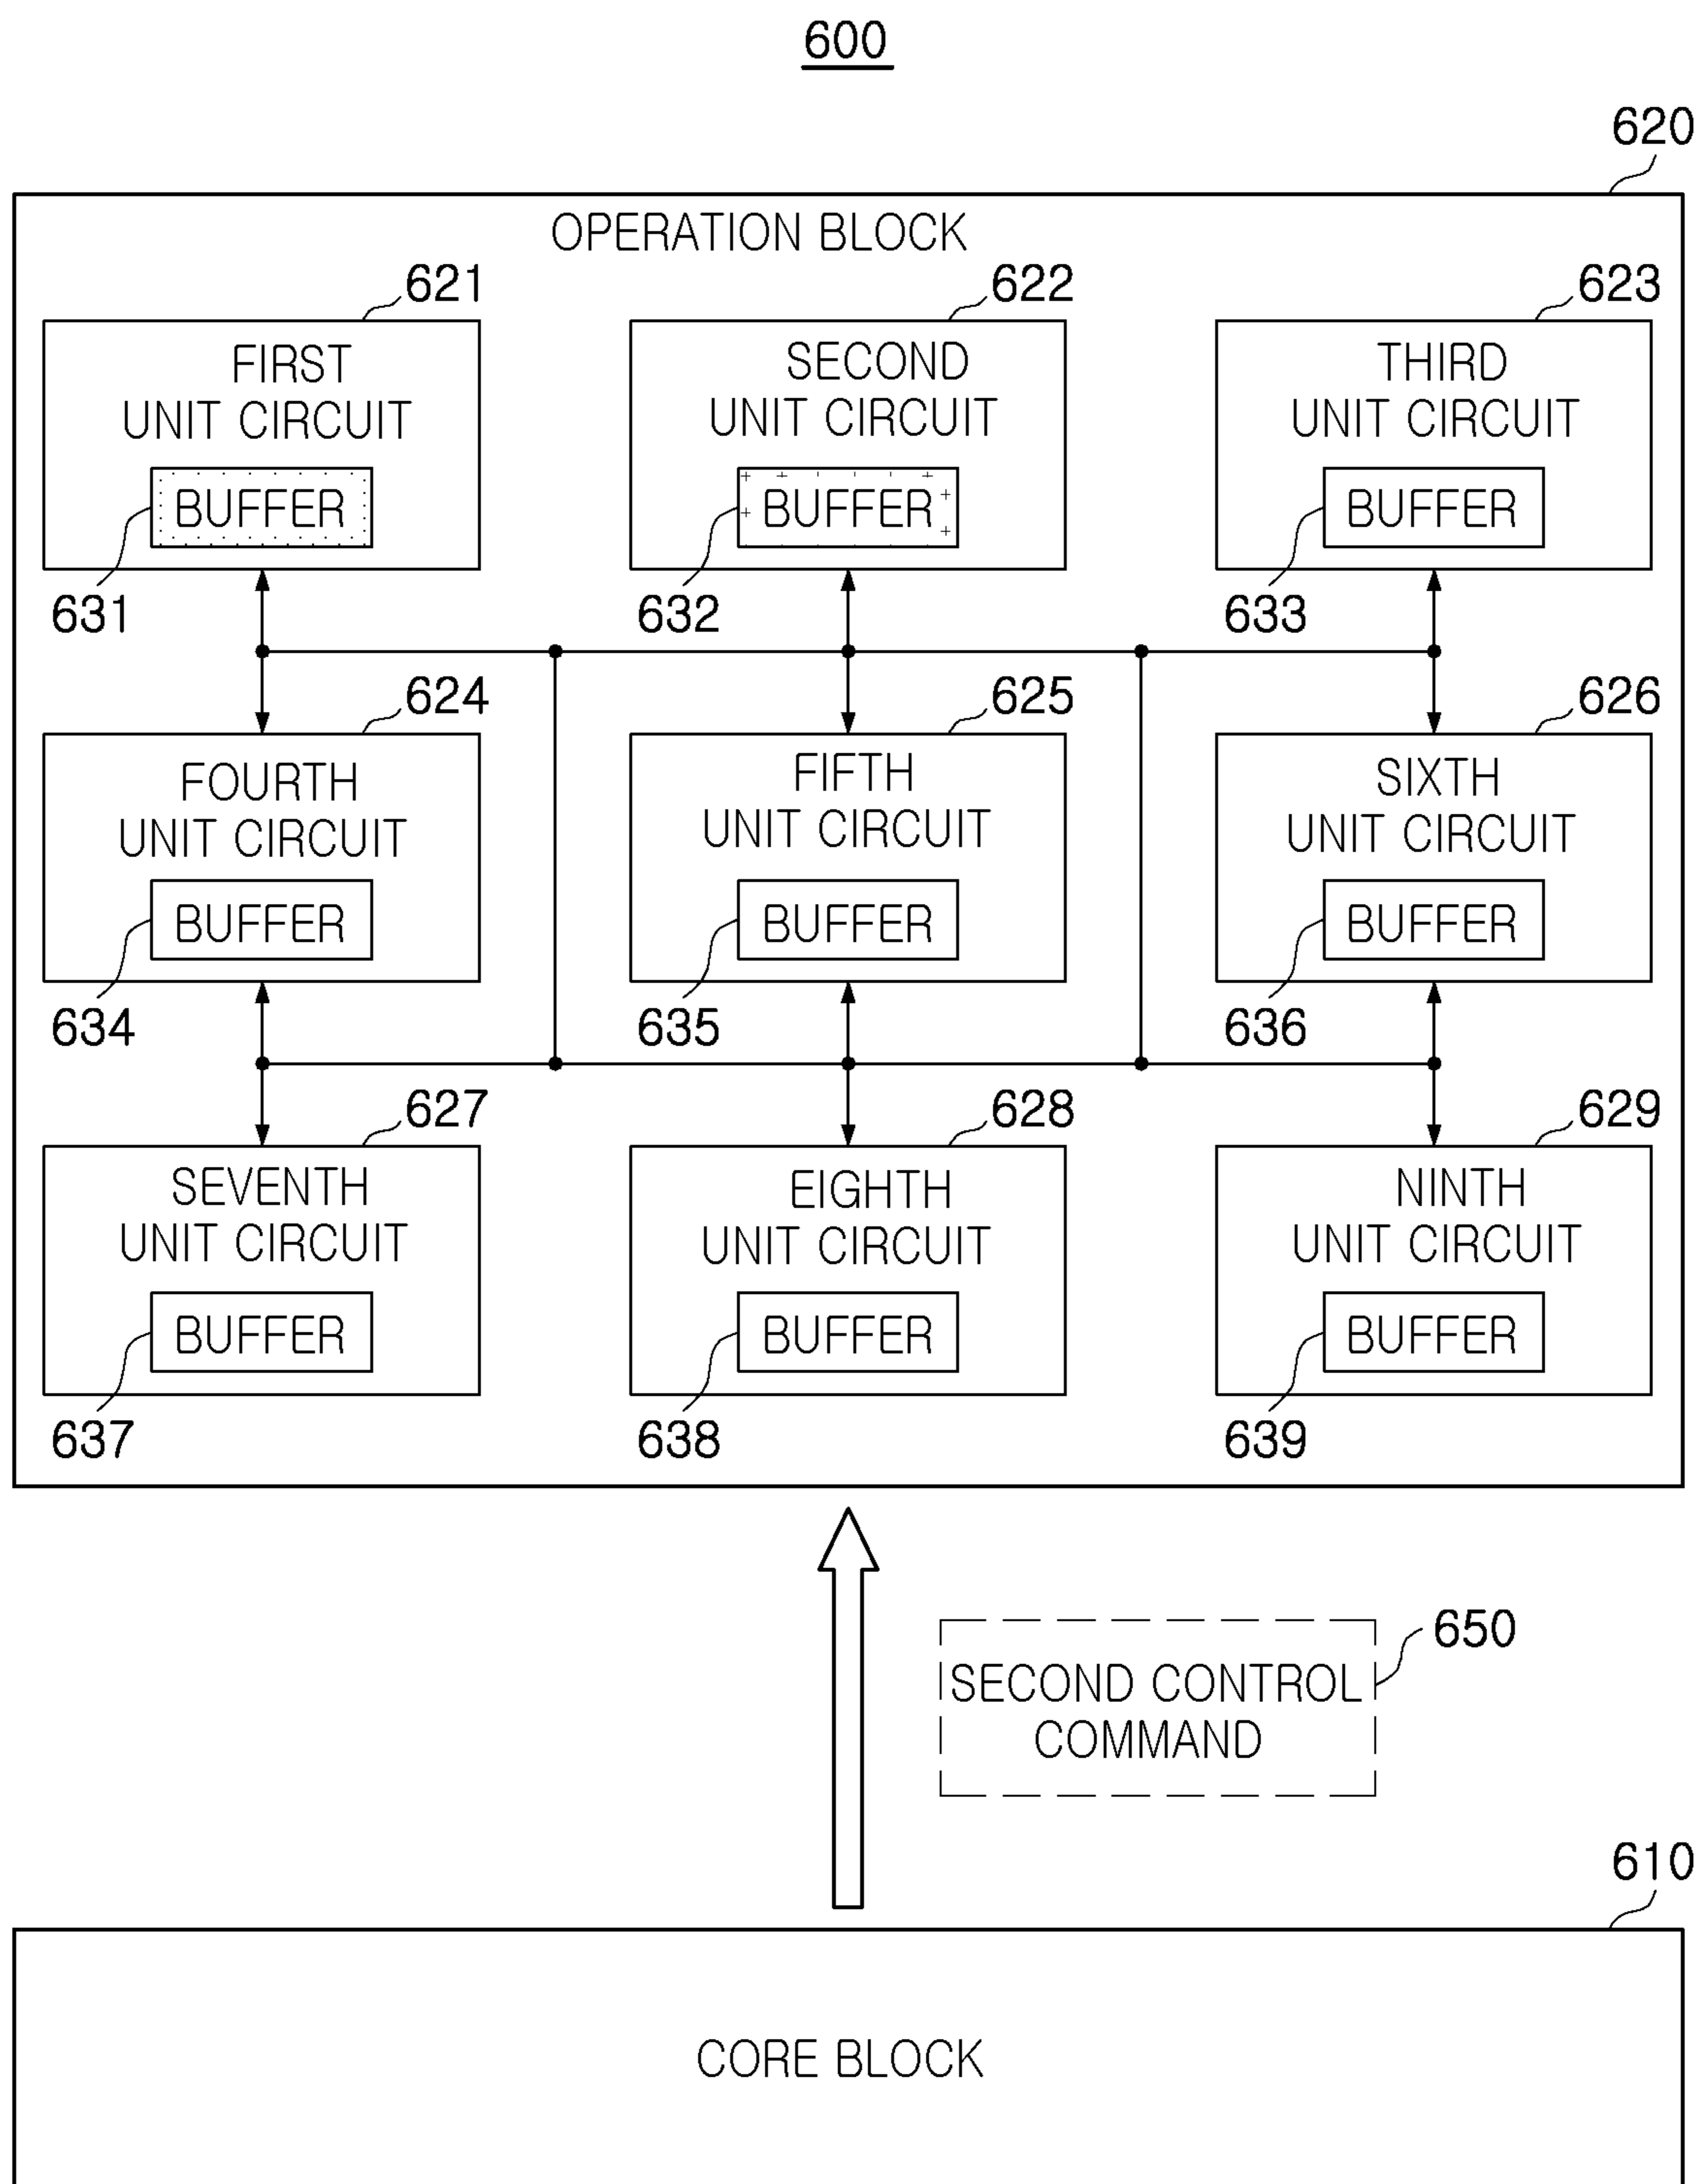 600
620
OPERATION BLOCK
621
622
623
FIRST
UNIT CIRCUIT
BUFFER
631
SECOND
UNIT CIRCUIT
BUFFER
632
THIRD
UNIT CIRCUIT
BUFFER
633
624
625
626
FOURTH
UNIT CIRCUIT
BUFFER
634
FIFTH
UNIT CIRCUIT
BUFFER
635
SIXTH
UNIT CIRCUIT
BUFFER
636
627
628
629
SEVENTH
UNIT CIRCUIT
BUFFER
637
EIGHTH
UNIT CIRCUIT
BUFFER
638
NINTH
UNIT CIRCUIT
BUFFER
639
650
SECOND CONTROL
COMMAND
610
CORE BLOCK